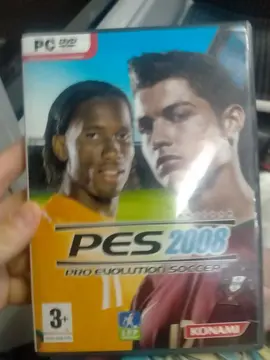 PC DVD
PES 2008
PRO EVOLUTION SOCCER
3+
KONAMI